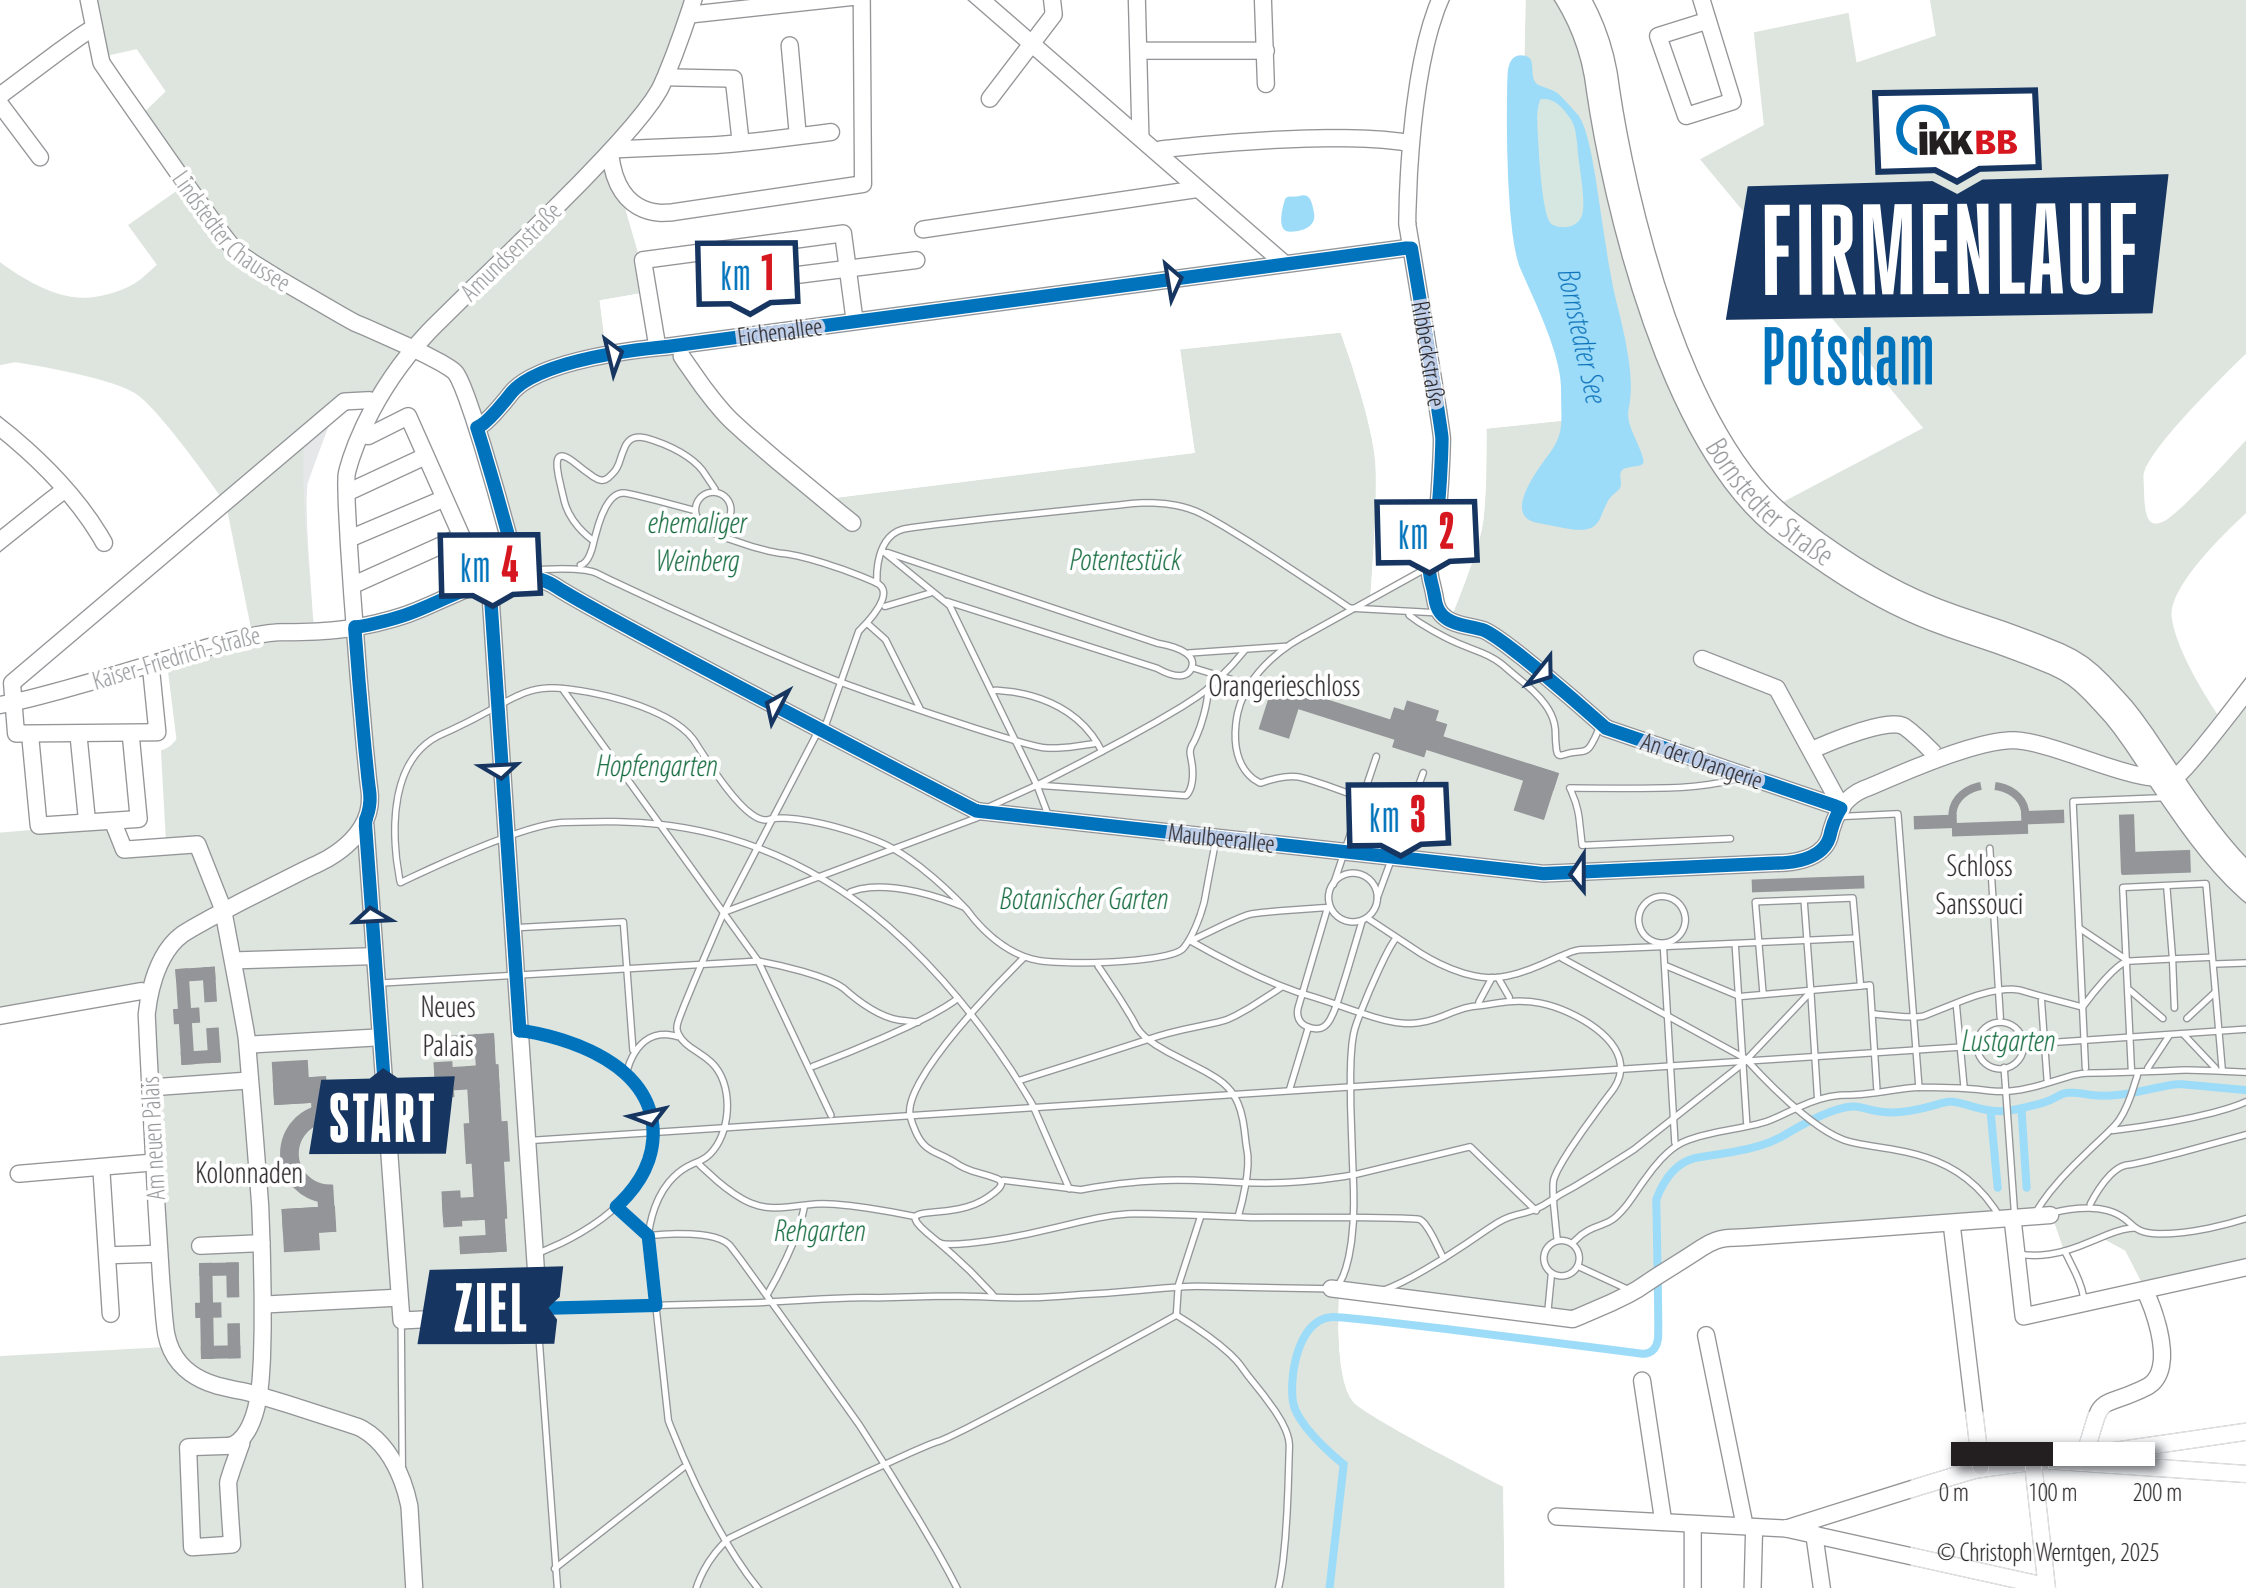 iKK BB
FIRMENLAUF
Potsdam
Lindstedter Chaussee
Amundsenstraße
km 1
Eichenallee
Ribbeckstraße
Bornstedter See
Bornstedter Straße
ehemaliger
Weinberg
Potentestück
km 2
km 4
Kaiser-Friedrich-Straße
Orangerieschloss
An der Orangerie
Hopfengarten
km 3
Maulbeerallee
Schloss
Sanssouci
Botanischer Garten
Neues
Palais
Lustgarten
START
Am neuen Palais
Kolonnaden
Rehgarten
ZIEL
0 m 100 m 200 m
© Christoph Werntgen, 2025